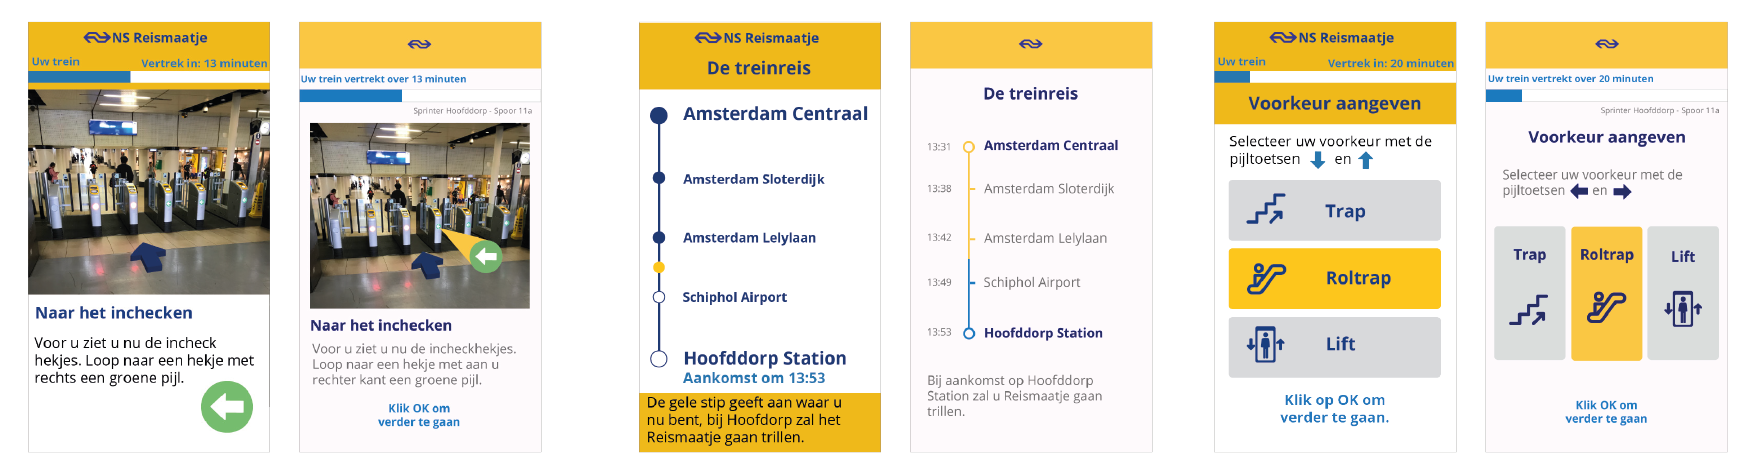 NS Reismaatje
Uw trein
Vertrek in: 13 minuten
Naar het inchecken
Voor u ziet u nu de incheck
hekjes. Loop naar een hekje met
rechts een groene pijl.
Uw trein vertrekt over 13 minuten
Sprinter Hoofddorp - Spoor 11a
Naar het inchecken
Voor u ziet u nu de incheckhekjes.
Loop naar een hekje met aan u
rechter kant een groene pijl.
Klik OK om
verder te gaan
NS Reismaatje
De treinreis
Amsterdam Centraal
Amsterdam Sloterdijk
Amsterdam Lelylaan
Schiphol Airport
Hoofddorp Station
Aankomst om 13:53
De gele stip geeft aan waar u
nu bent, bij Hoofdorp zal het
Reismaatje gaan trillen.
De treinreis
13:31 Amsterdam Centraal
13:38 Amsterdam Sloterdijk
13:42 Amsterdam Lelylaan
13:49 Schiphol Airport
13:53 Hoofddorp Station
Bij aankomst op Hoofddorp
Station zal u Reismaatje gaan
trillen.
NS Reismaatje
Uw trein
Vertrek in: 20 minuten
Voorkeur aangeven
Selecteer uw voorkeur met de
pijltoetsen en
Trap
Roltrap
Lift
Klik op OK om
verder te gaan.
Uw trein vertrekt over 20 minuten
Sprinter Hoofddorp - Spoor 11a
Voorkeur aangeven
Selecteer uw voorkeur met de
pijltoetsen en
Trap
Roltrap
Lift
Klik OK om
verder te gaan